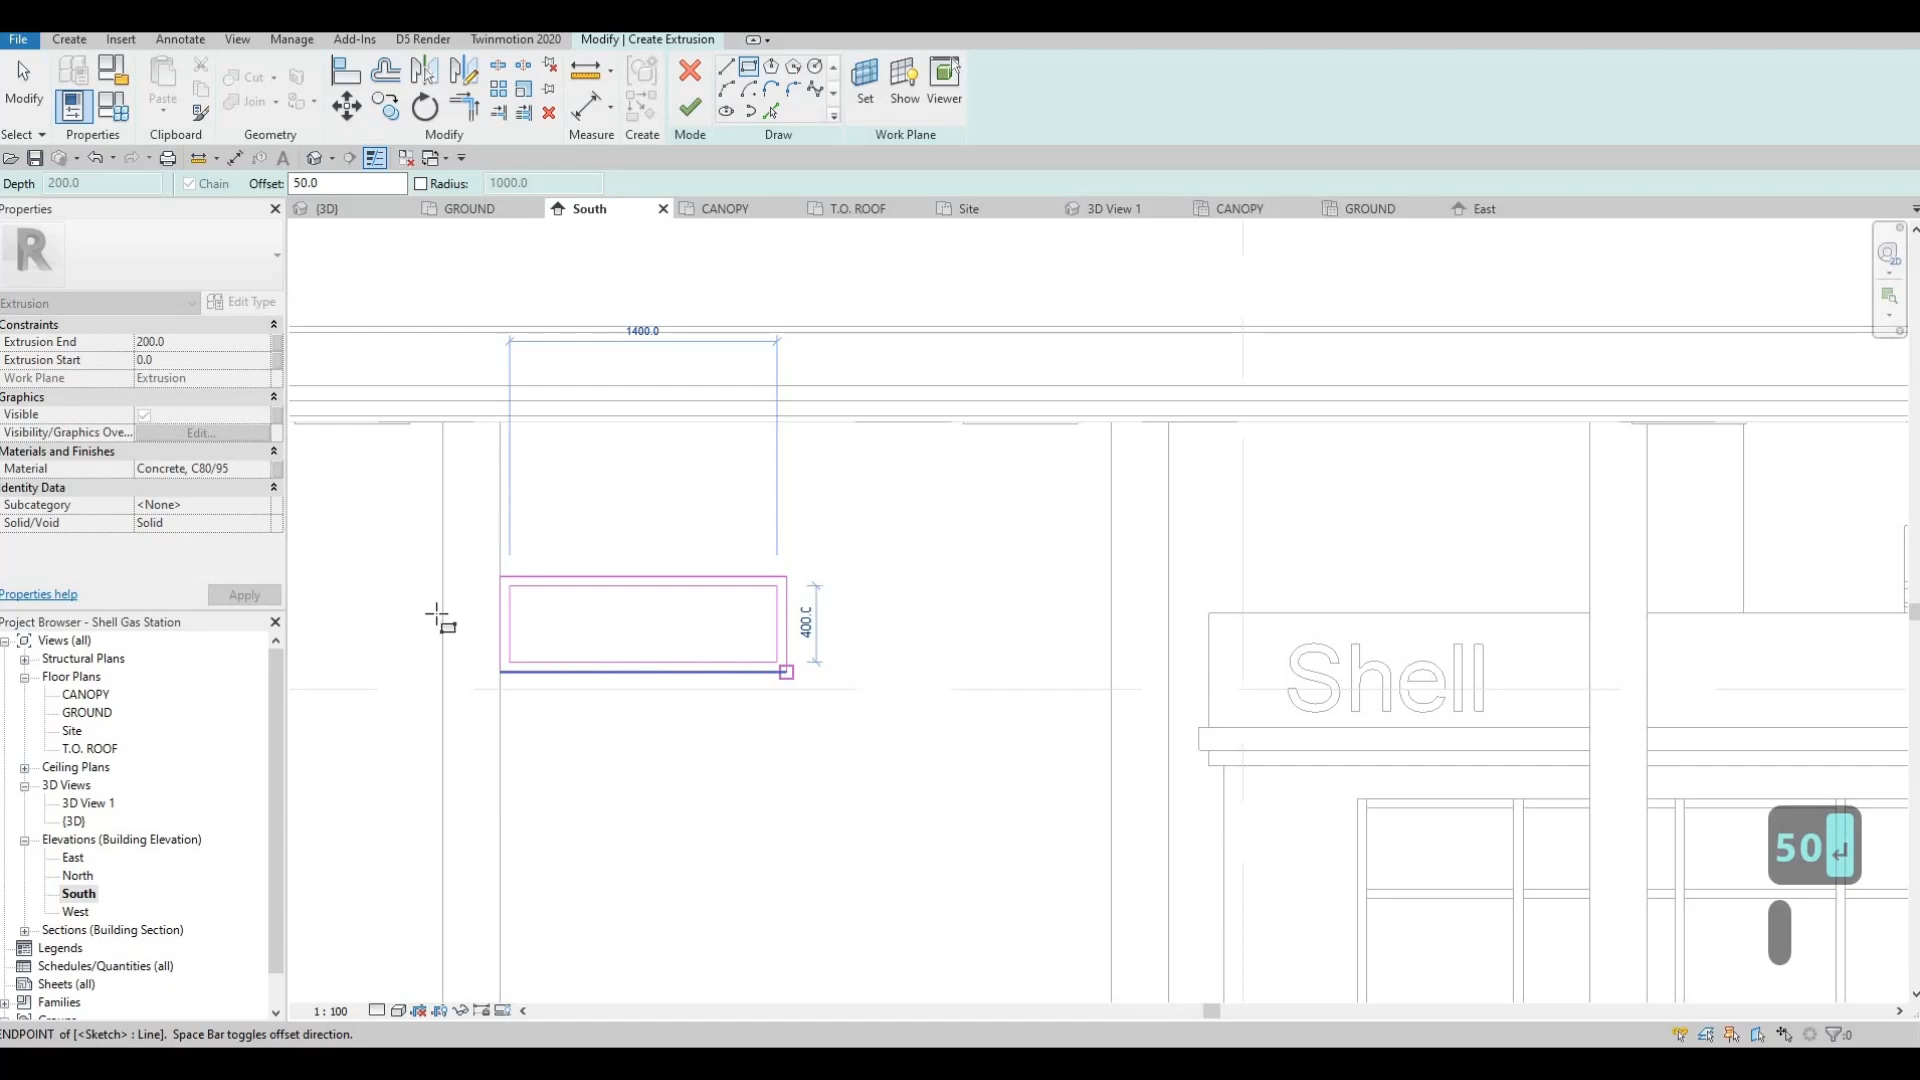 File Create Insert Annotate View Manage Add-Ins D5 Render Twinmotion 2020 Modify | Create Extrusion
Modify Paste Cut Join Set Show Viewer
Select Properties Clipboard Geometry Modify Measure Create Mode Draw Work Plane
Depth 200.0 Chain Offset: 50.0 Radius: 1000.0
Properties
{3D} GROUND South CANOPY T.O. ROOF Site 3D View 1 CANOPY GROUND East
Extrusion Edit Type
Constraints
Extrusion End 200.0
Extrusion Start 0.0
Work Plane Extrusion
Graphics
Visible
Visibility/Graphics Ove... Edit...
Materials and Finishes
Material Concrete, C80/95
Identity Data
Subcategory <None>
Solid/Void Solid
Properties help Apply
Project Browser - Shell Gas Station
Views (all)
Structural Plans
Floor Plans
CANOPY
GROUND
Site
T.O. ROOF
Ceiling Plans
3D Views
3D View 1
{3D}
Elevations (Building Elevation)
East
North
South
West
Sections (Building Section)
Legends
Schedules/Quantities (all)
Sheets (all)
Families
1400.0
Shell
50
1 : 100
ENDPOINT of [<Sketch> : Line]. Space Bar toggles offset direction.
:0